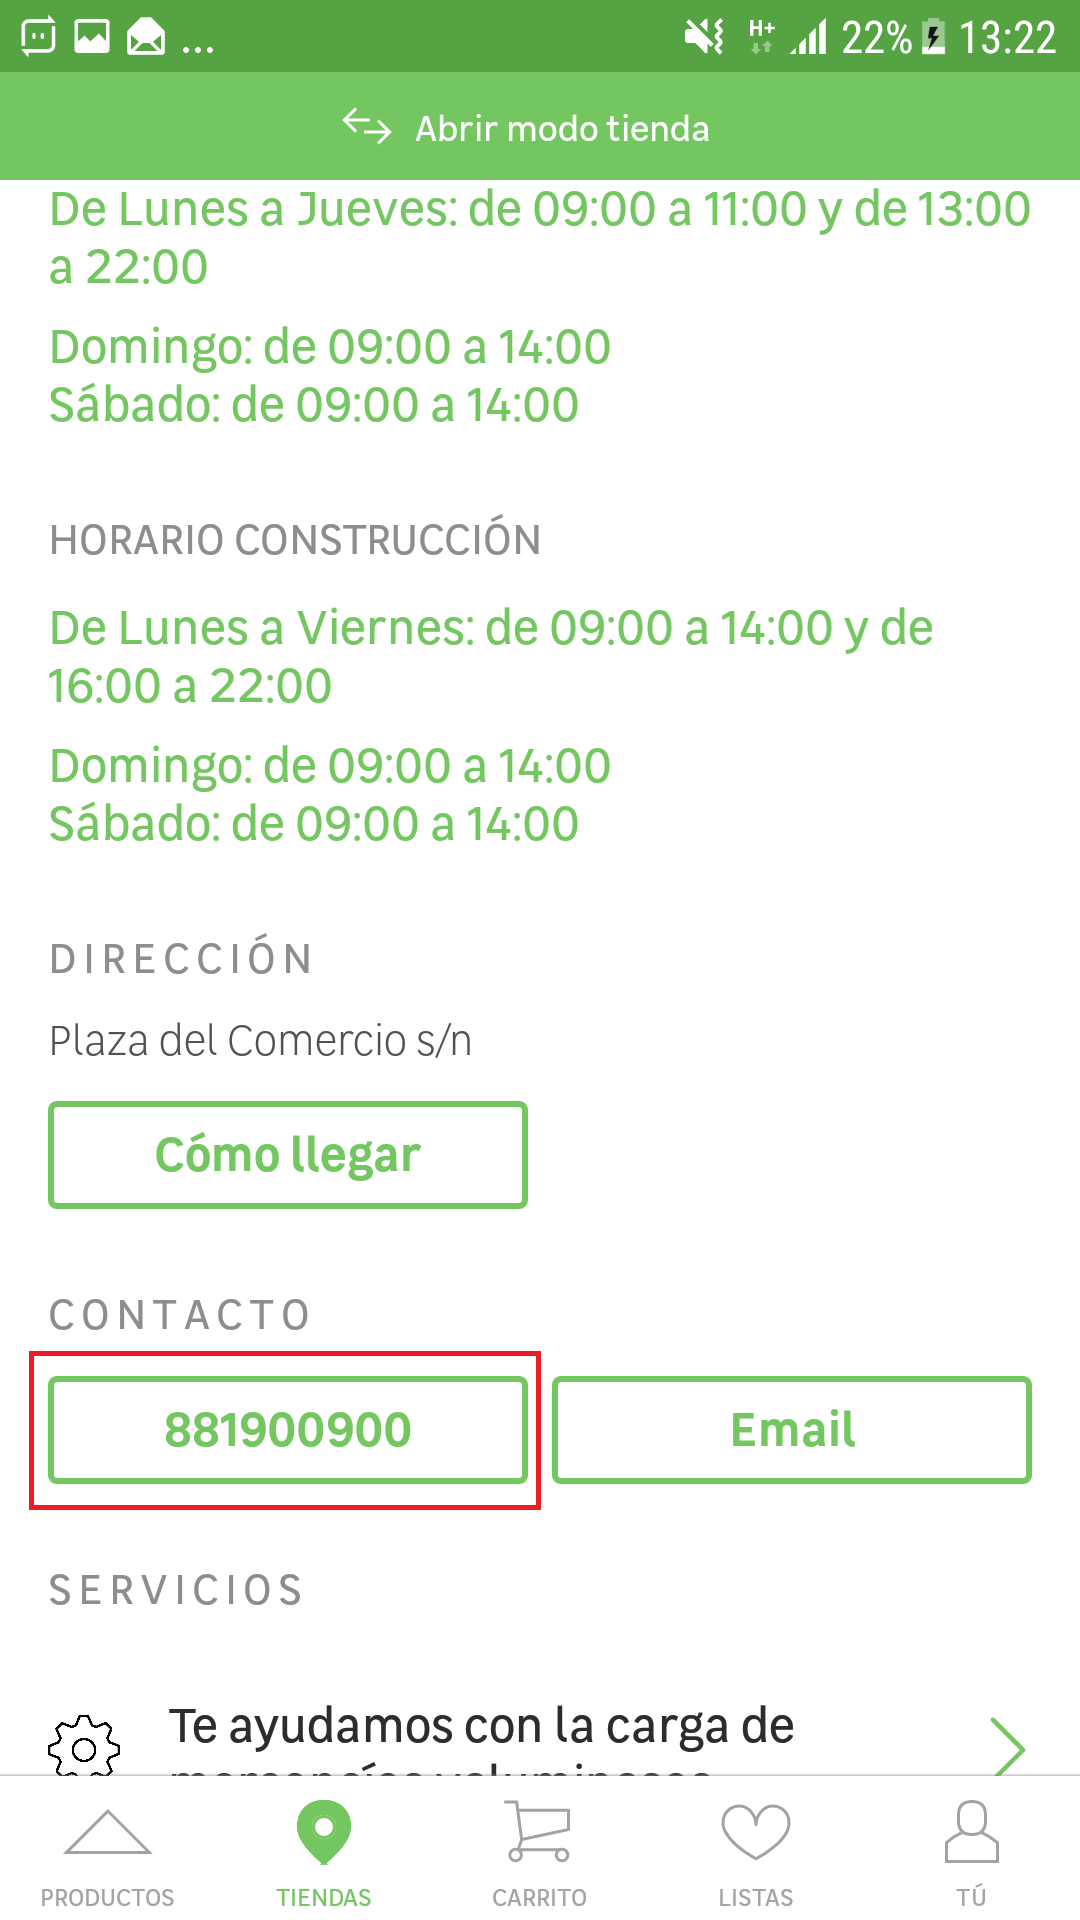 ... H+ 22% 13:22
Abrir modo tienda
De Lunes a Jueves: de 09:00 a 11:00 y de 13:00
a 22:00
Domingo: de 09:00 a 14:00
Sábado: de 09:00 a 14:00
HORARIO CONSTRUCCIÓN
De Lunes a Viernes: de 09:00 a 14:00 y de
16:00 a 22:00
Domingo: de 09:00 a 14:00
Sábado: de 09:00 a 14:00
DIRECCIÓN
Plaza del Comercio s/n
Cómo llegar
CONTACTO
881900900 Email
SERVICIOS
Te ayudamos con la carga de
PRODUCTOS TIENDAS CARRITO LISTAS TÚ